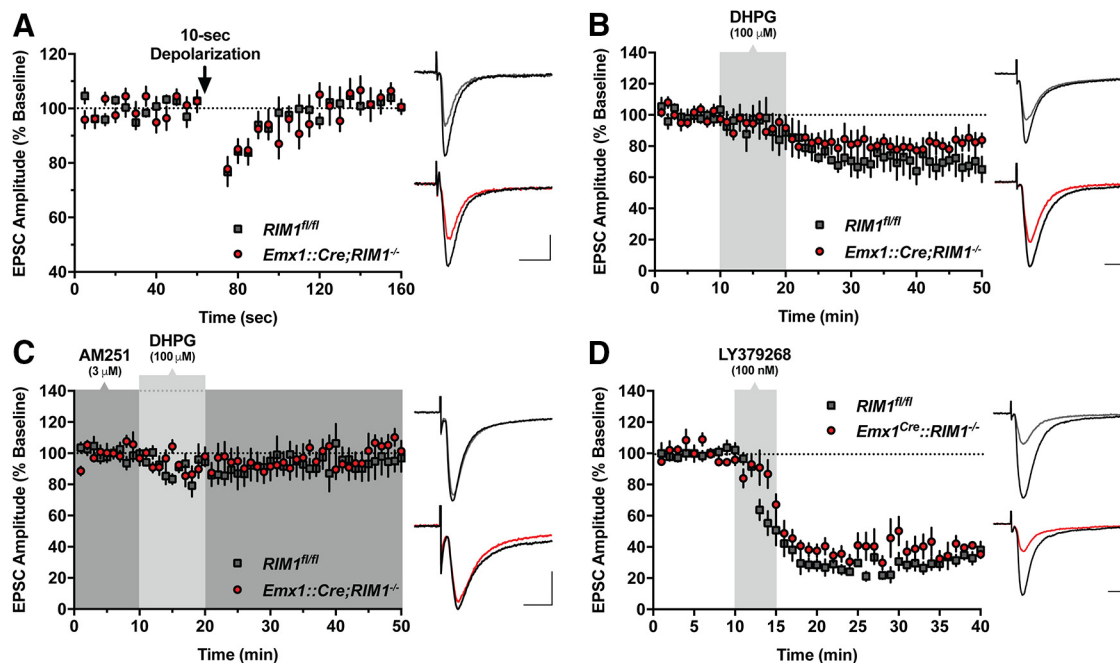 A
10-sec
Depolarization
120
100
80
60
40
EPSC Amplitude (% Baseline)
RIM1fl/fl
Emx1::Cre;RIM1-/-
0 40 80 120 160
Time (sec)
B
DHPG
(100 μM)
140
120
100
80
60
40
20
0
EPSC Amplitude (% Baseline)
RIM1fl/fl
Emx1::Cre;RIM1-/-
0 10 20 30 40 50
Time (min)
C
AM251
(3 μM)
DHPG
(100 μM)
140
120
100
80
60
40
20
0
EPSC Amplitude (% Baseline)
RIM1fl/fl
Emx1::Cre;RIM1-/-
0 10 20 30 40 50
Time (min)
D
LY379268
(100 nM)
140
120
100
80
60
40
20
0
EPSC Amplitude (% Baseline)
RIM1fl/fl
Emx1Cre::RIM1-/-
0 5 10 15 20 25 30 35 40
Time (min)